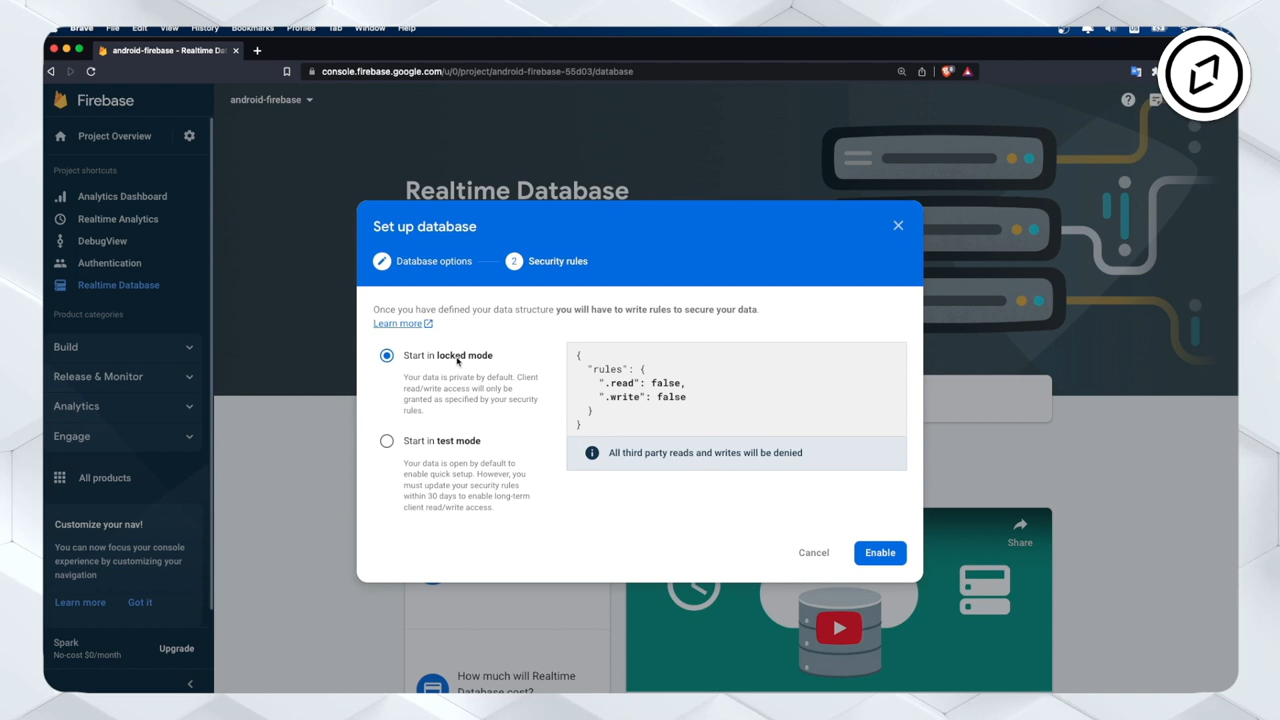 Brave File Edit View History Bookmarks Profiles Tab Window Help
android-firebase - Realtime Dat
console.firebase.google.com/u/0/project/android-firebase-55d03/database
Firebase
android-firebase
Project Overview
Project shortcuts
Analytics Dashboard
Realtime Analytics
DebugView
Authentication
Realtime Database
Product categories
Build
Release & Monitor
Analytics
Engage
All products
Customize your nav!
You can now focus your console
experience by customizing your
navigation
Learn more Got it
Spark
No-cost $0/month
Upgrade
Realtime Database
Set up database
Database options
2 Security rules
Once you have defined your data structure you will have to write rules to secure your data.
Learn more
Start in locked mode
Your data is private by default. Client
read/write access will only be
granted as specified by your security
rules.
Start in test mode
Your data is open by default to
enable quick setup. However, you
must update your security rules
within 30 days to enable long-term
client read/write access.
{
"rules": {
".read": false,
".write": false
}
}
All third party reads and writes will be denied
Cancel Enable
Share
How much will Realtime
Database cost?